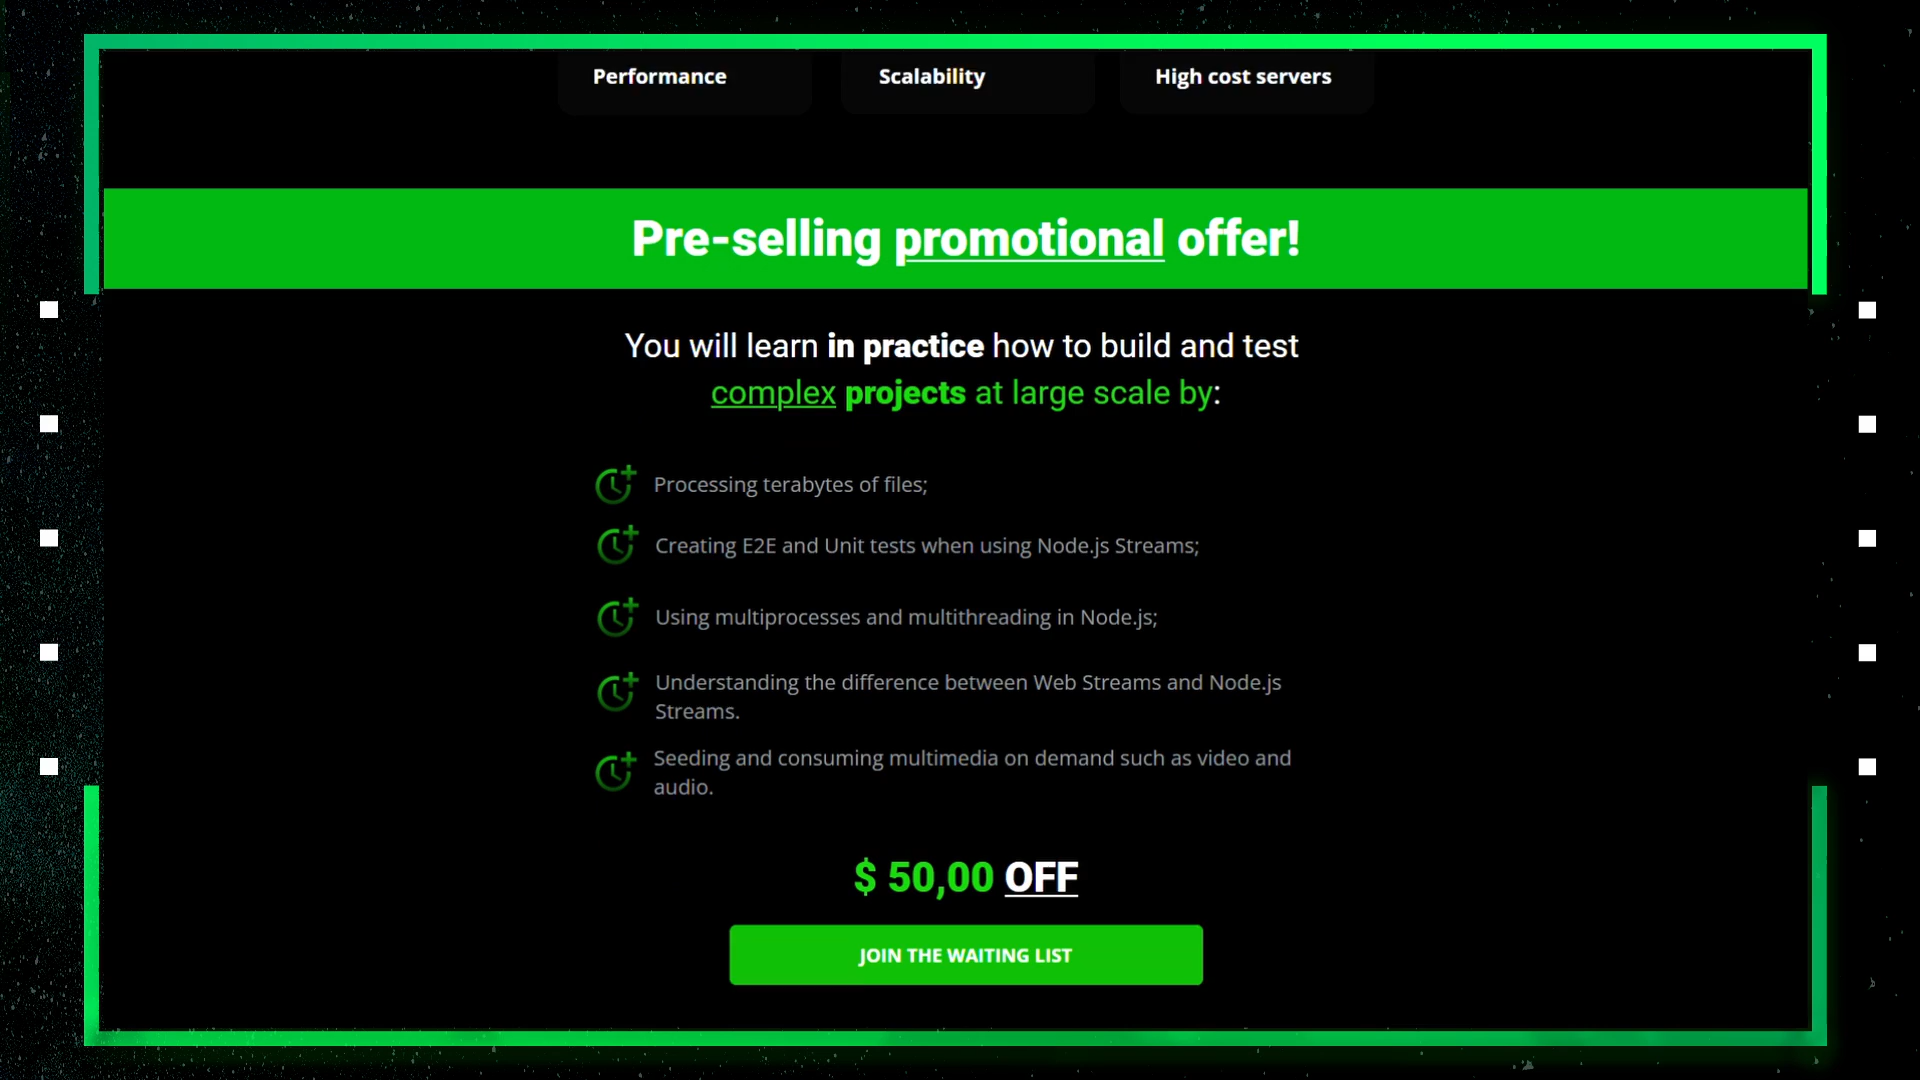 Performance
Scalability
High cost servers
Pre-selling promotional offer!
You will learn in practice how to build and test
complex projects at large scale by:
Processing terabytes of files;
Creating E2E and Unit tests when using Node.js Streams;
Using multiprocesses and multithreading in Node.js;
Understanding the difference between Web Streams and Node.js
Streams.
Seeding and consuming multimedia on demand such as video and
audio.
$ 50,00 OFF
JOIN THE WAITING LIST